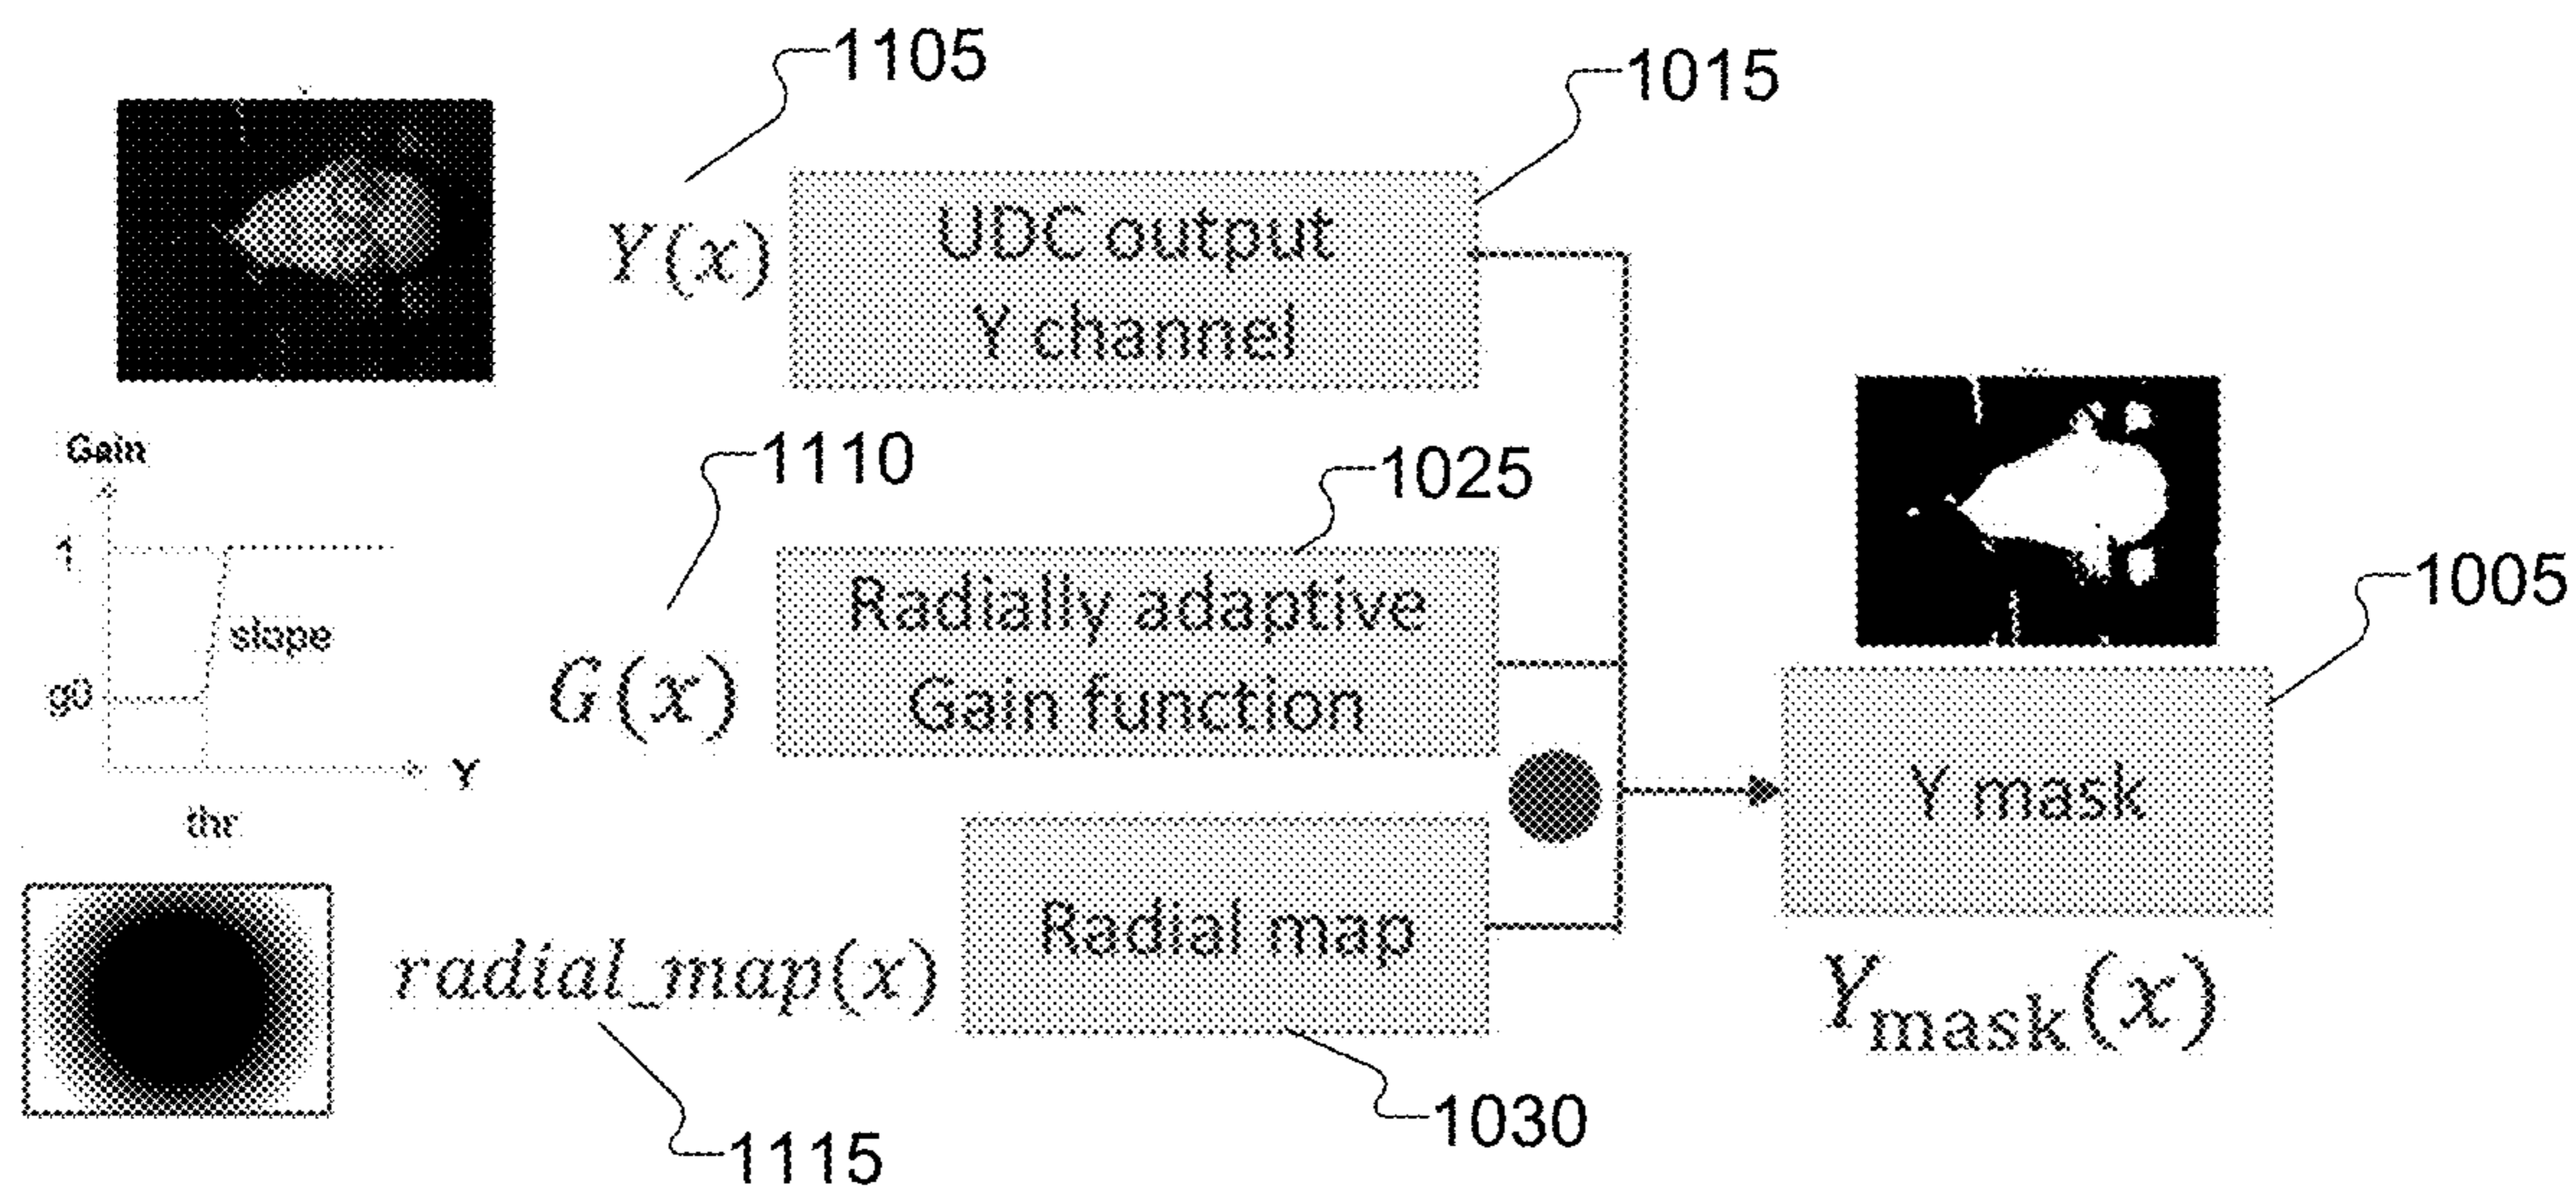 1105
1015
Y(x)
UDC output
Y channel
Gain
1
slope
g0
Y
thr
1110
1025
G(x)
Radially adaptive
Gain function
1005
Y mask
Y_mask(x)
radial_map(x)
Radial map
1115
1030